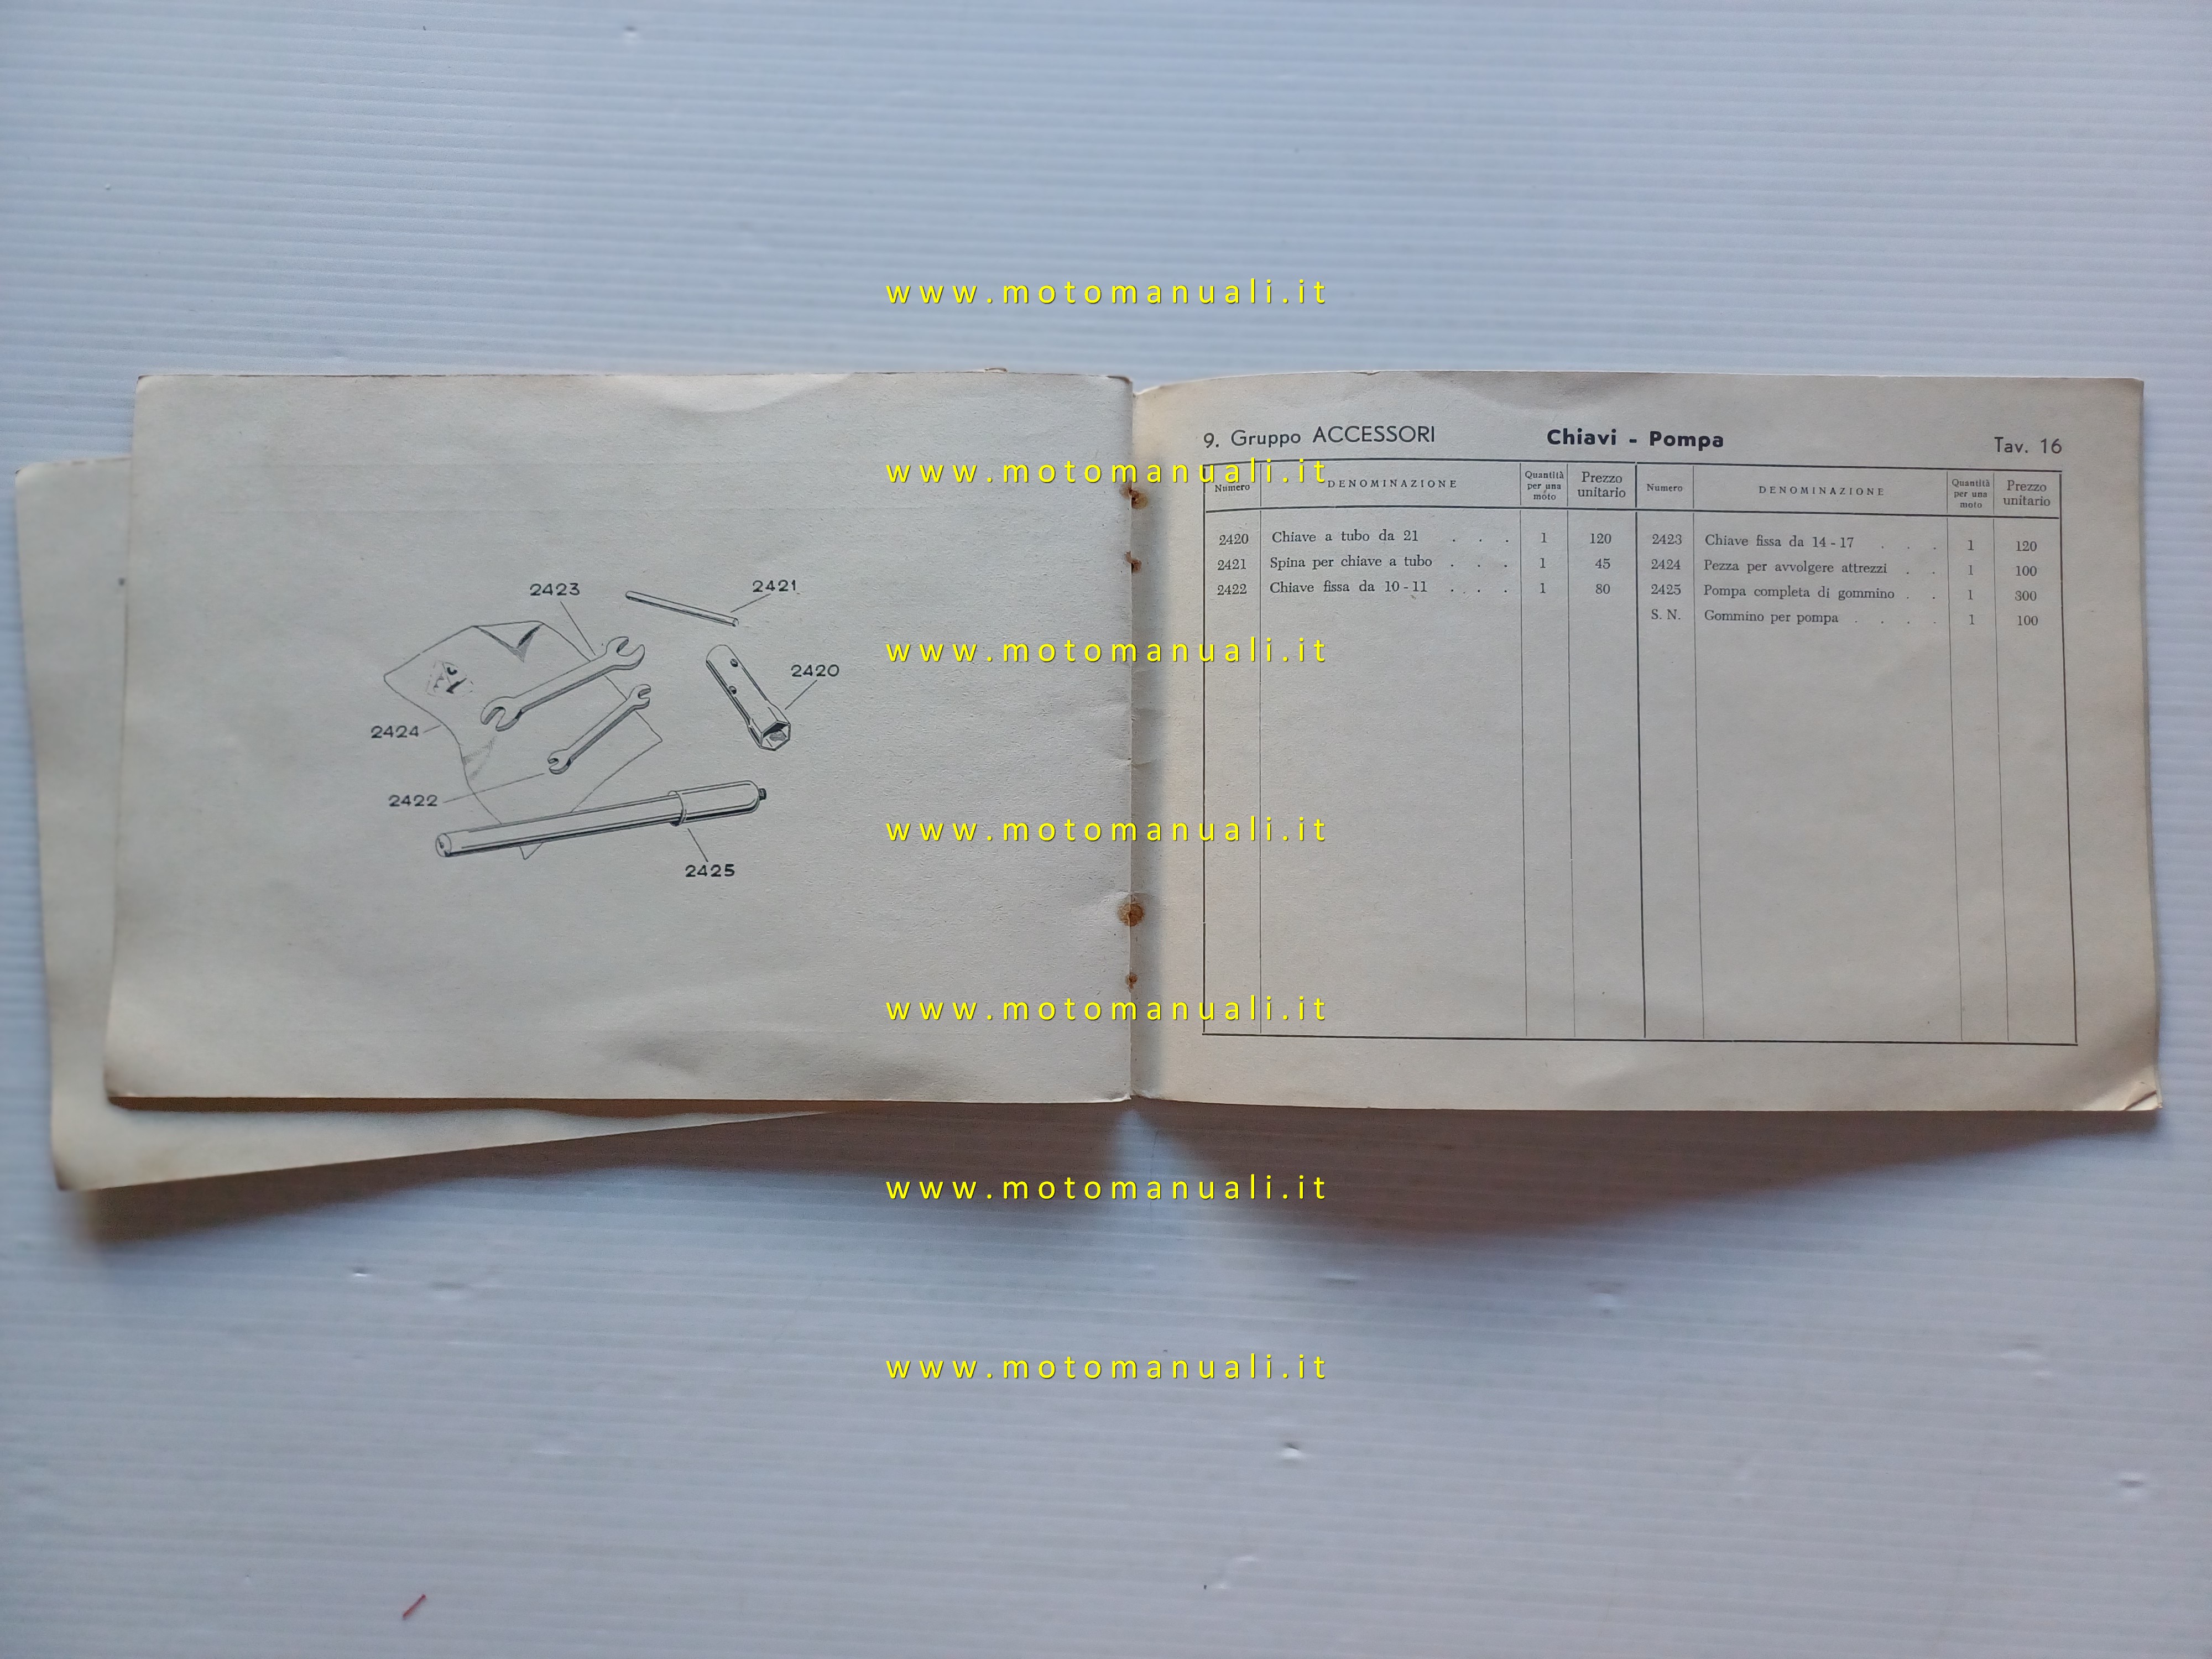 www.motomanuali.it
9. Gruppo ACCESSORI Chiavi - Pompa Tav. 16
www.motomanuali.it
Numero DENOMINAZIONE Quantità per una moto Prezzo unitario Numero DENOMINAZIONE Quantità per una moto Prezzo unitario
2420 Chiave a tubo da 21 . . . 1 120 2423 Chiave fissa da 14 - 17 . . . 1 120
2421 Spina per chiave a tubo . . . 1 45 2424 Pezza per avvolgere attrezzi . . 1 100
2422 Chiave fissa da 10 - 11 . . . 1 80 2425 Pompa completa di gommino . . 1 300
S. N. Gommino per pompa . . . . 1 100
2423
2421
www.motomanuali.it
2420
2424
2422
www.motomanuali.it
2425
www.motomanuali.it
www.motomanuali.it
www.motomanuali.it